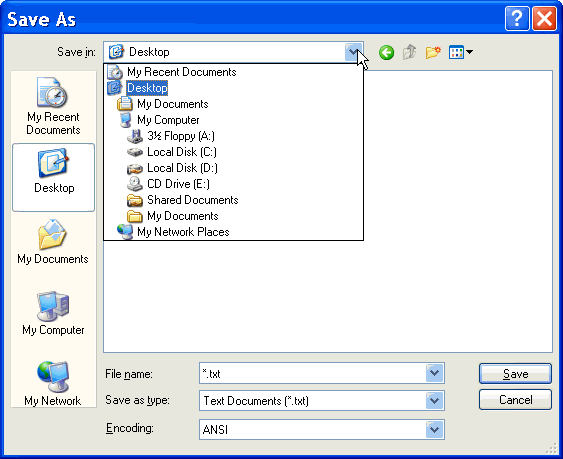 Save As
Save in:
Desktop
My Recent Documents
Desktop
My Documents
My Computer
3½ Floppy (A:)
Local Disk (C:)
Local Disk (D:)
CD Drive (E:)
Shared Documents
My Documents
My Network Places
My Recent
Documents
Desktop
My Documents
My Computer
My Network
File name:
*.txt
Save
Save as type:
Text Documents (*.txt)
Cancel
Encoding:
ANSI